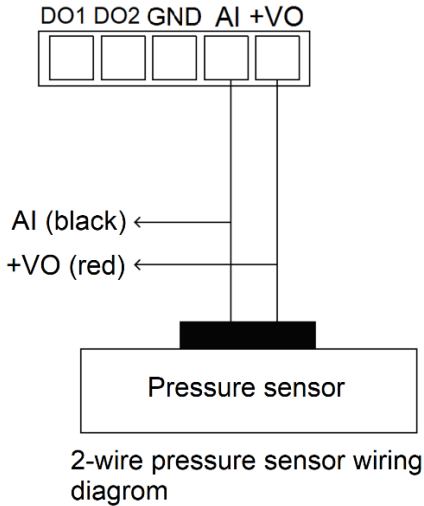 DO1 DO2 GND AI +VO
AI (black)
+VO (red)
Pressure sensor
2-wire pressure sensor wiring
diagrom